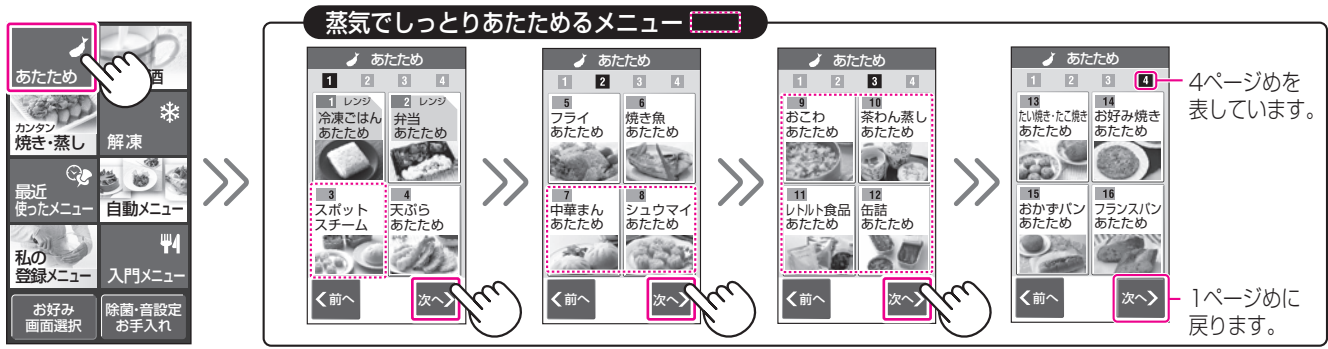 あたため
酒
カンタン
焼き・蒸し
解凍
最近
使ったメニュー
自動メニュー
私の
登録メニュー
入門メニュー
お好み
画面選択
除菌・音設定
お手入れ
蒸気でしっとりあたためるメニュー
あたため
1 2 3 4
1 レンジ
冷凍ごはん
あたため
2 レンジ
弁当
あたため
3
スポット
スチーム
4
天ぷら
あたため
前へ
次へ
あたため
1 2 3 4
5
フライ
あたため
6
焼き魚
あたため
7
中華まん
あたため
8
シュウマイ
あたため
前へ
次へ
あたため
1 2 3 4
9
おこわ
あたため
10
茶わん蒸し
あたため
11
レトルト食品
あたため
12
缶詰
あたため
前へ
次へ
あたため
1 2 3 4
13
たい焼き・たこ焼き
あたため
14
お好み焼き
あたため
15
おかずパン
あたため
16
フランスパン
あたため
前へ
次へ
4ページめを
表しています。
1ページめに
戻ります。